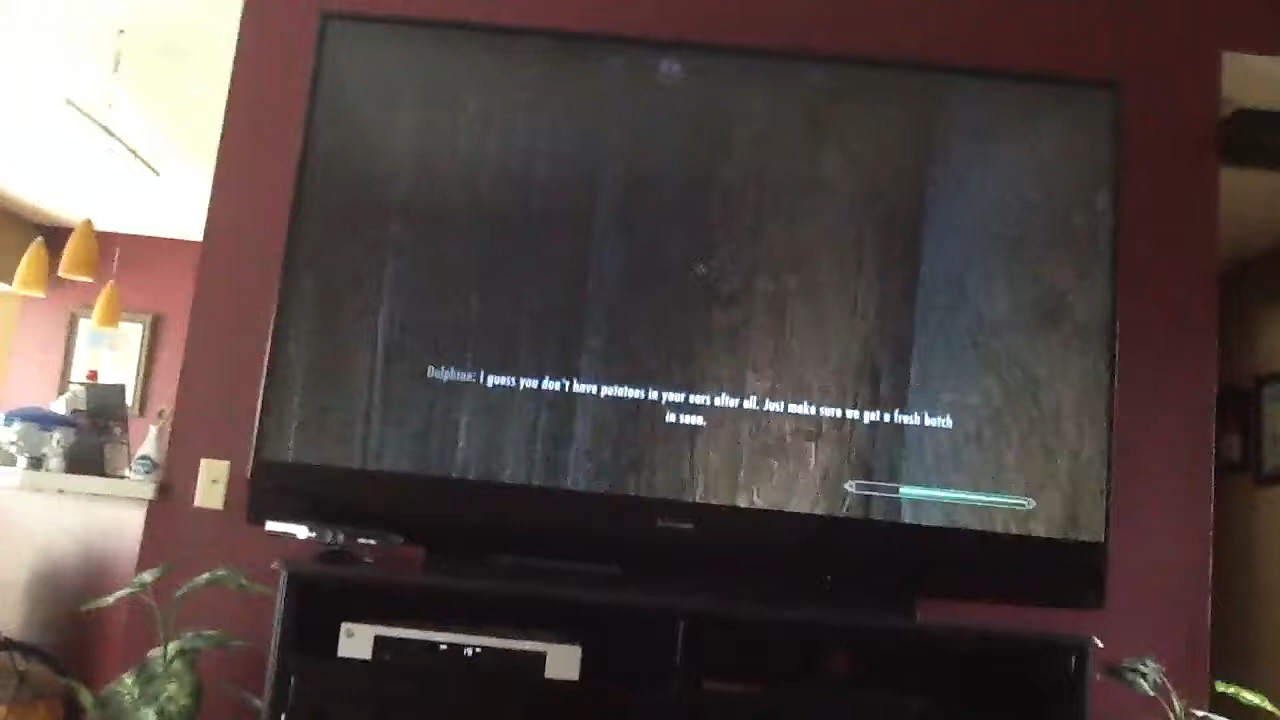 Delphine: I guess you don't have potatoes in your ears after all. Just make sure we get a fresh batch
in soon.